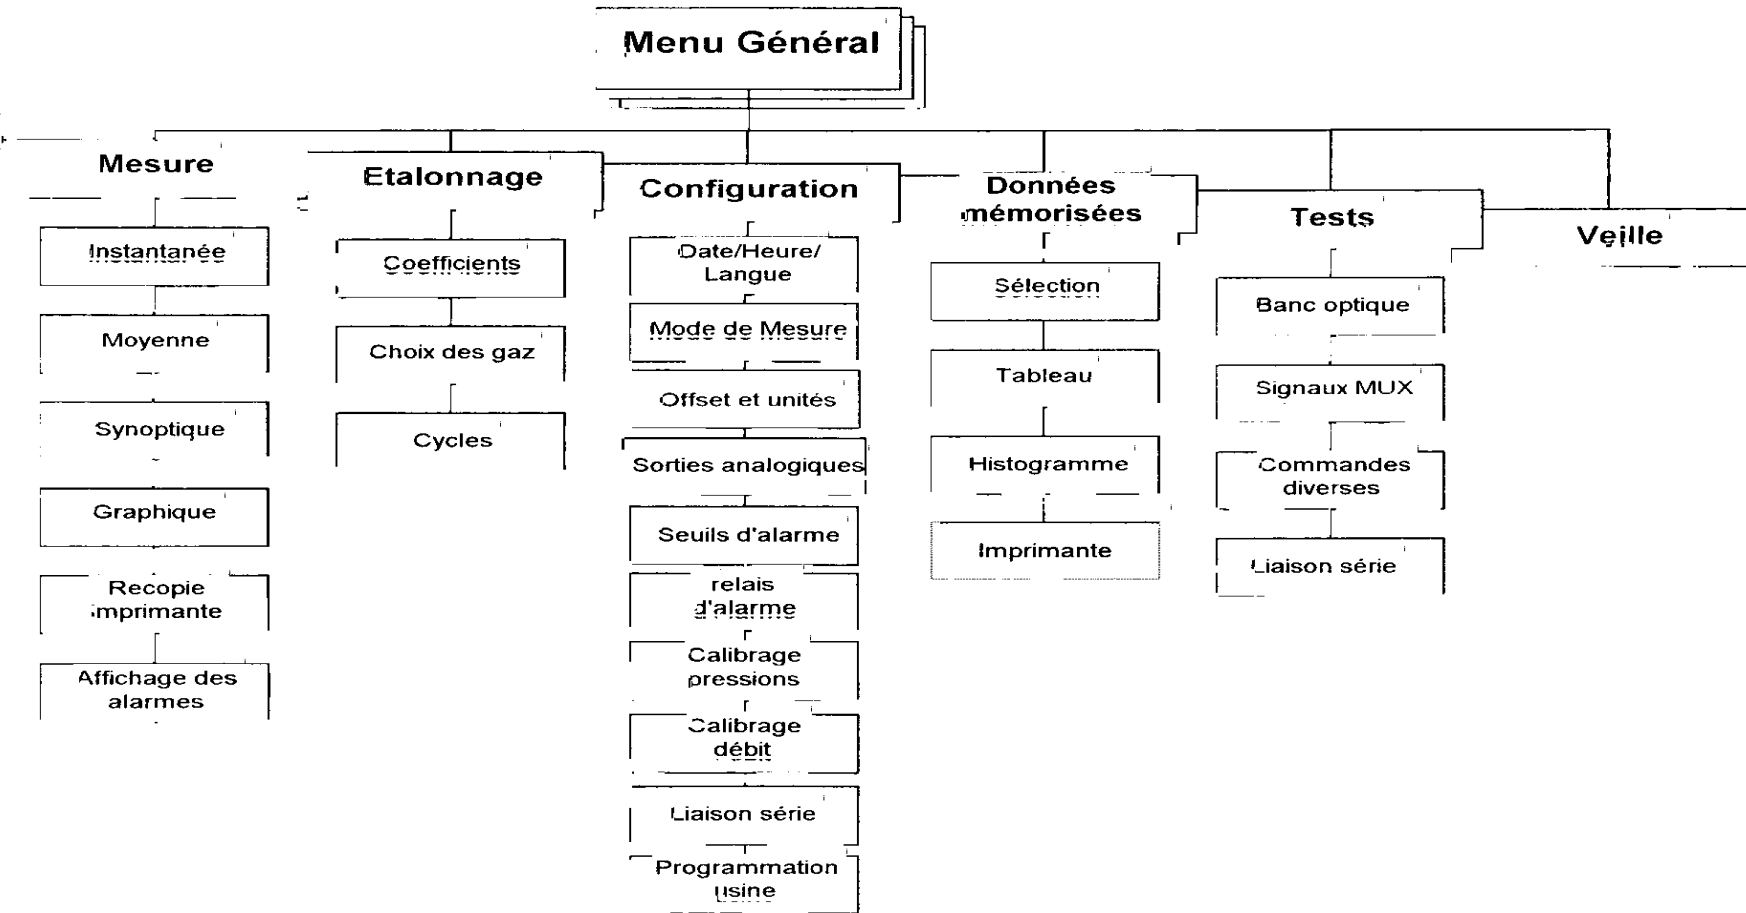 Menu Général
Mesure
Instantanée
Moyenne
Synoptique
Graphique
Recopie
imprimante
Affichage des
alarmes
Etalonnage
Coefficients
Choix des gaz
Cycles
Configuration
Date/Heure/
Langue
Mode de Mesure
Offset et unités
Sorties analogiques
Seuils d'alarme
relais
d'alarme
Calibrage
pressions
Calibrage
débit
Liaison série
Programmation
usine
Données
mémorisées
Sélection
Tableau
Histogramme
Imprimante
Tests
Banc optique
Signaux MUX
Commandes
diverses
Liaison série
Veille